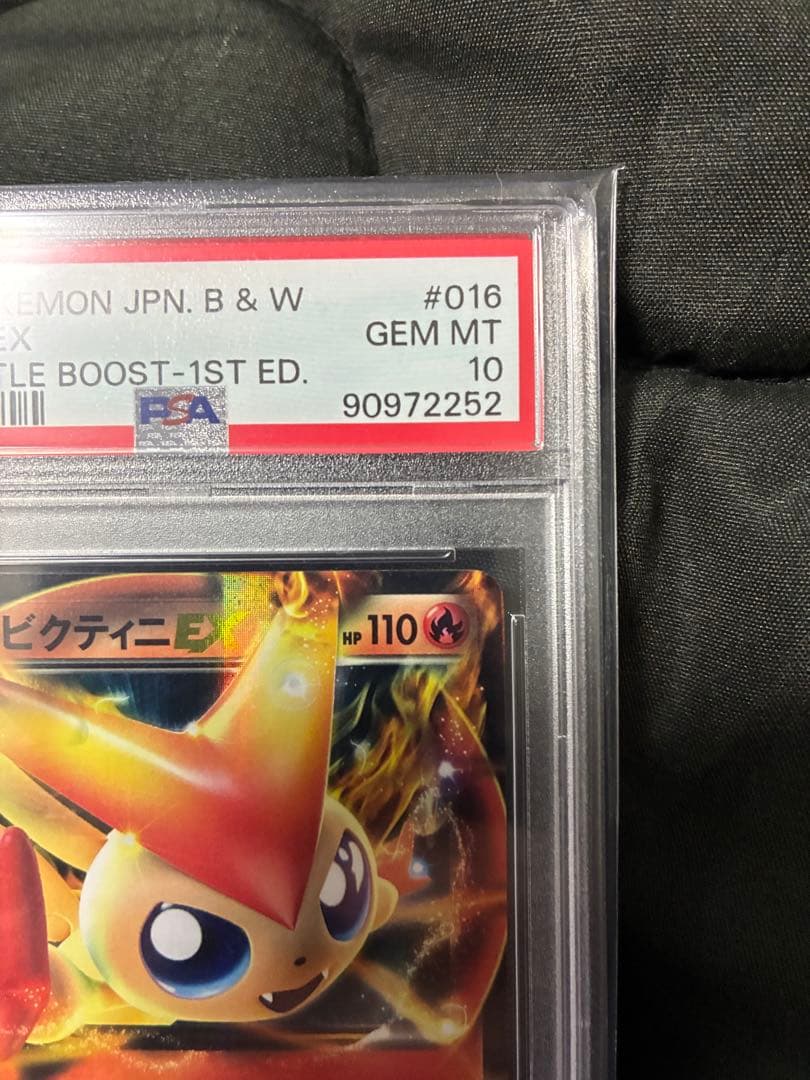 KEMON JPN. B & W #016
EX GEM MT
TLE BOOST-1ST ED. 10
PSA 90972252
ビクティニEX HP 110